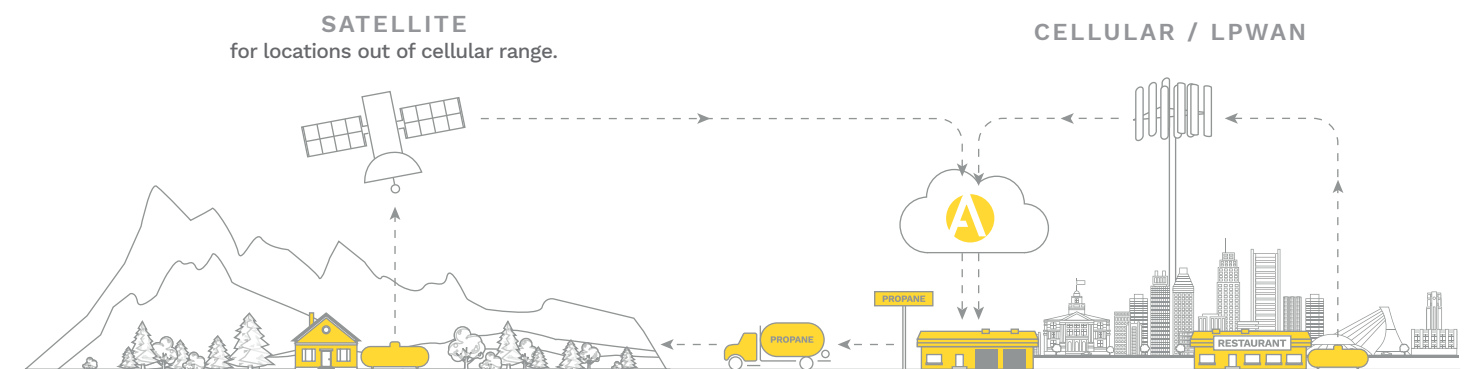 SATELLITE
for locations out of cellular range.
CELLULAR / LPWAN
A
PROPANE
PROPANE
RESTAURANT